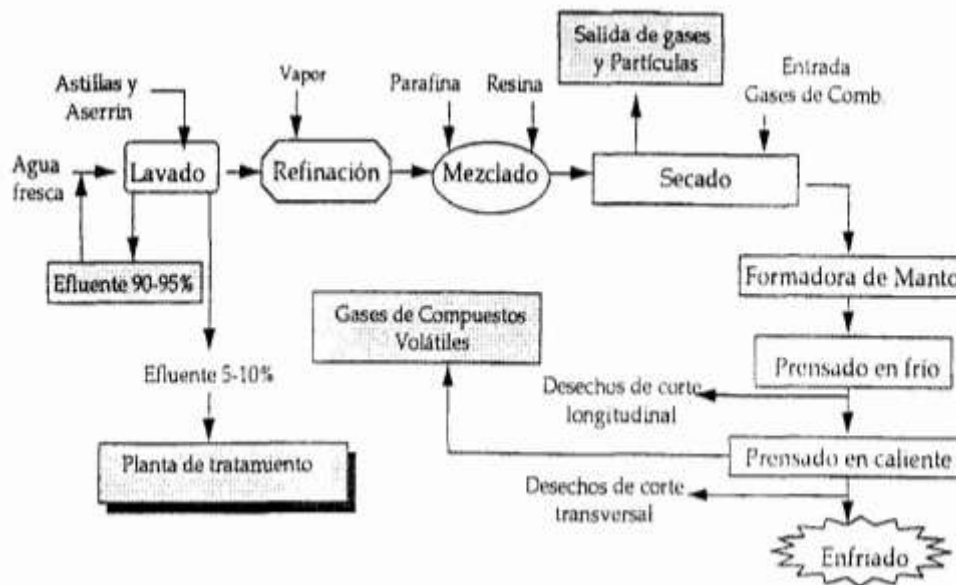 Salida de gases
y Partículas
Astillas y
Aserrín
Vapor
Parafina
Resina
Entrada
Gases de Comb.
Agua
fresca
Lavado
Refinación
Mezclado
Secado
Efluente 90-95%
Formadora de Manto
Gases de Compuestos
Volátiles
Prensado en frío
Efluente 5-10%
Desechos de corte
longitudinal
Planta de tratamiento
Prensado en caliente
Desechos de corte
transversal
Enfriado